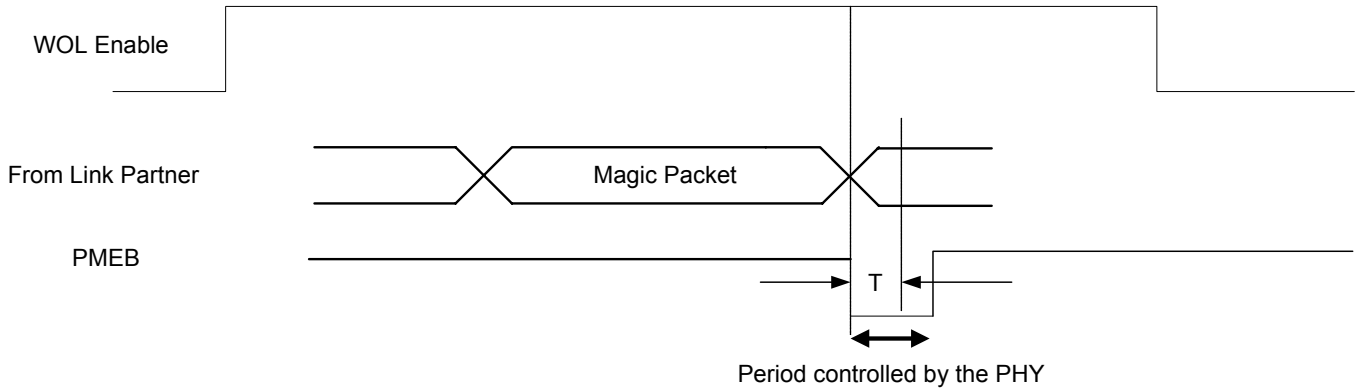 WOL Enable
From Link Partner
Magic Packet
PMEB
T
Period controlled by the PHY